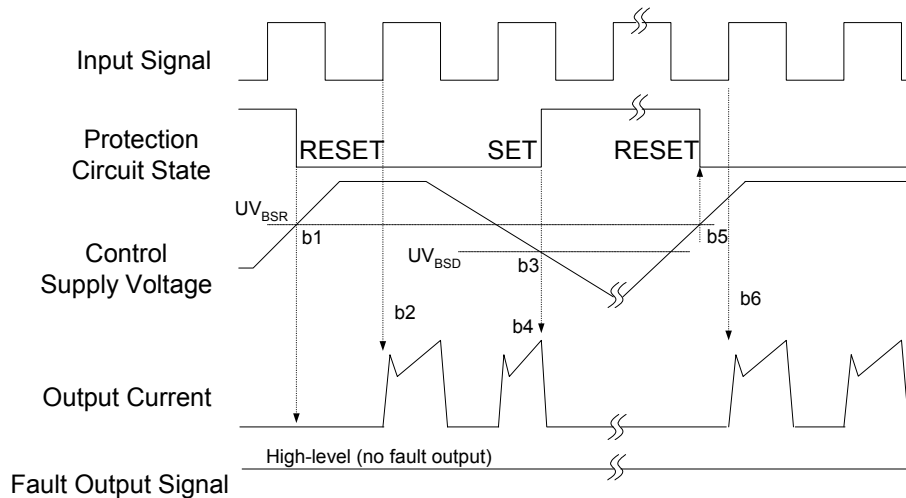 Input Signal
Protection
Circuit State
RESET
SET
RESET
UV_BSR
b1
UV_BSD
b3
b5
Control
Supply Voltage
b2
b4
b6
Output Current
High-level (no fault output)
Fault Output Signal